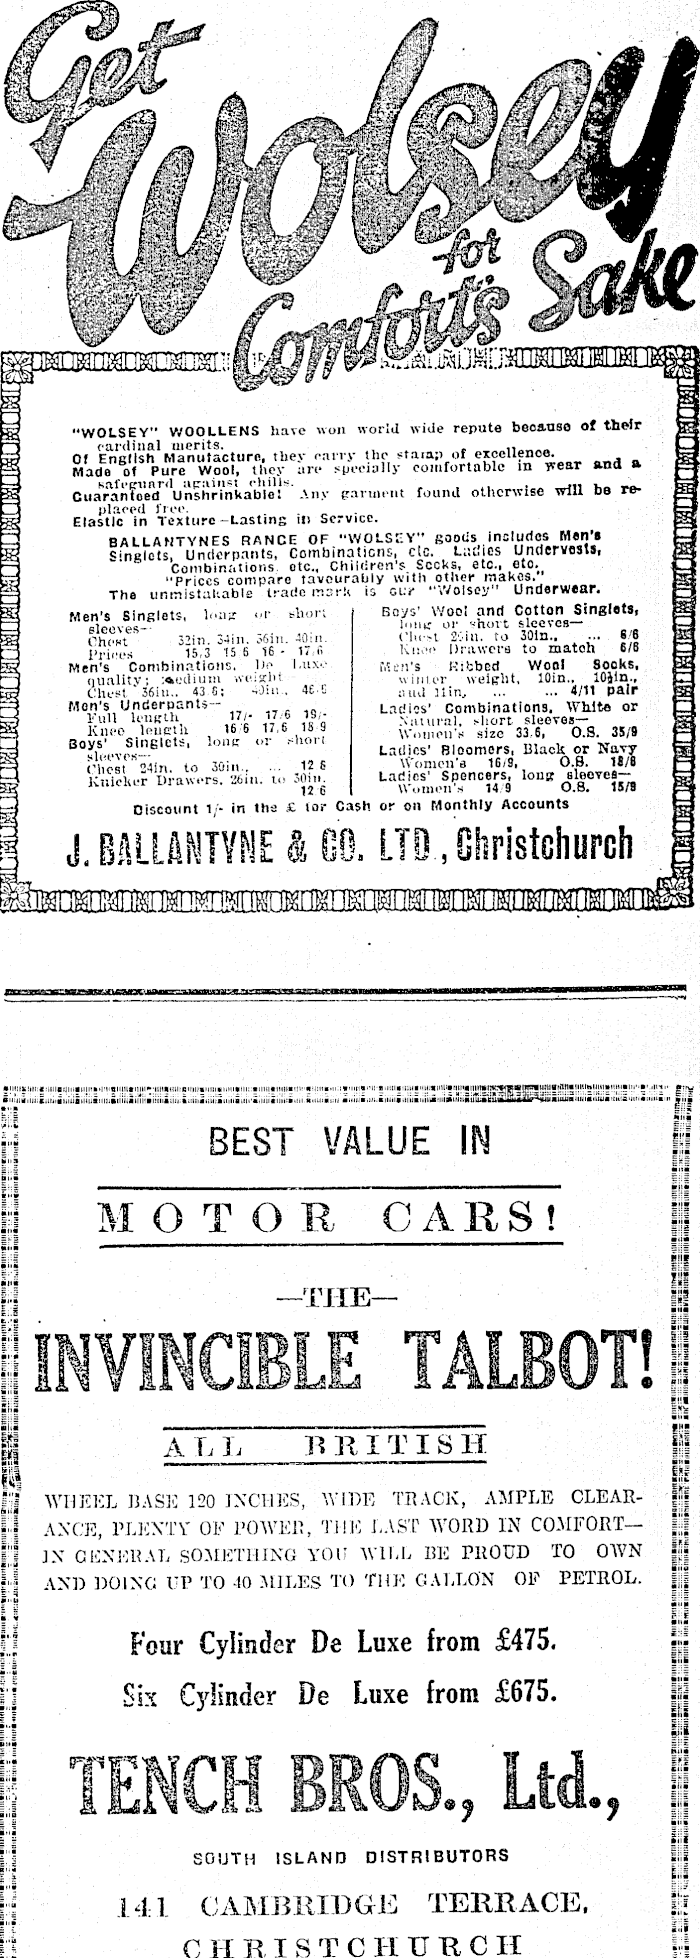 Get
Wolsey
for
Comfort's Sake
"WOLSEY" WOOLLENS have won world wide repute because of their
cardinal merits.
Of English Manufacture, they carry the stamp of excellence.
Made of Pure Wool, they are specially comfortable in wear and a
safeguard against chills.
Guaranteed Unshrinkable! Any garment found otherwise will be re-
placed free.
Elastic in Texture—Lasting in Service.
BALLANTYNES RANGE OF "WOLSEY" goods includes Men's
Singlets, Underpants, Combinations, etc. Ladies Undervests,
Combinations etc., Children's Socks, etc., etc.
"Prices compare favourably with other makes."
The unmistakable trade mark is our "Wolsey" Underwear.
Men's Singlets, long or short
sleeves—
Chest 32in. 34in. 36in. 40in.
Prices 15/3 15/6 16/- 17/6
Men's Combinations, De Luxe
quality; medium weight
Chest 36in., 43/6; 40in., 46/6
Men's Underpants—
Full length 17/- 17/6 19/-
Knee length 16/6 17/6 18/9
Boys' Singlets, long or short
sleeves—
Chest 24in. to 30in., ... 12/6
Knicker Drawers, 26in. to 30in.
12/6
Boys' Wool and Cotton Singlets,
long or short sleeves—
Chest 26in. to 30in., ... 6/6
Knee Drawers to match 6/6
Men's Ribbed Wool Socks,
winter weight, 10in., 10½in.,
and 11in, ... ... 4/11 pair
Ladies' Combinations, White or
Natural, short sleeves—
Women's size 33/6, O.S. 35/9
Ladies' Bloomers, Black or Navy
Women's 16/9, O.S. 18/6
Ladies' Spencers, long sleeves—
Women's 14/9 O.S. 15/9
Discount 1/- in the £ for Cash or on Monthly Accounts
J. BALLANTYNE & CO. LTD., Christchurch
BEST VALUE IN
MOTOR CARS!
—THE—
INVINCIBLE TALBOT!
ALL BRITISH
WHEEL BASE 120 INCHES, WIDE TRACK, AMPLE CLEAR-
ANCE, PLENTY OF POWER, THE LAST WORD IN COMFORT—
IN GENERAL SOMETHING YOU WILL BE PROUD TO OWN
AND DOING UP TO 40 MILES TO THE GALLON OF PETROL.
Four Cylinder De Luxe from £475.
Six Cylinder De Luxe from £675.
TENCH BROS., Ltd.,
SOUTH ISLAND DISTRIBUTORS
141 CAMBRIDGE TERRACE,
CHRISTCHURCH